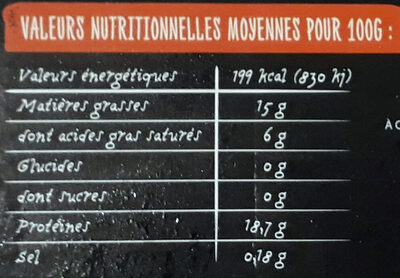 VALEURS NUTRITIONNELLES MOYENNES POUR 100G :
Valeurs énergétiques 199 kcal (830 kj)
Matières grasses 15 g
dont acides gras saturés 6 g
À C
Glucides 0 g
dont sucres 0 g
Protéines 18,7 g
sel 0,18 g